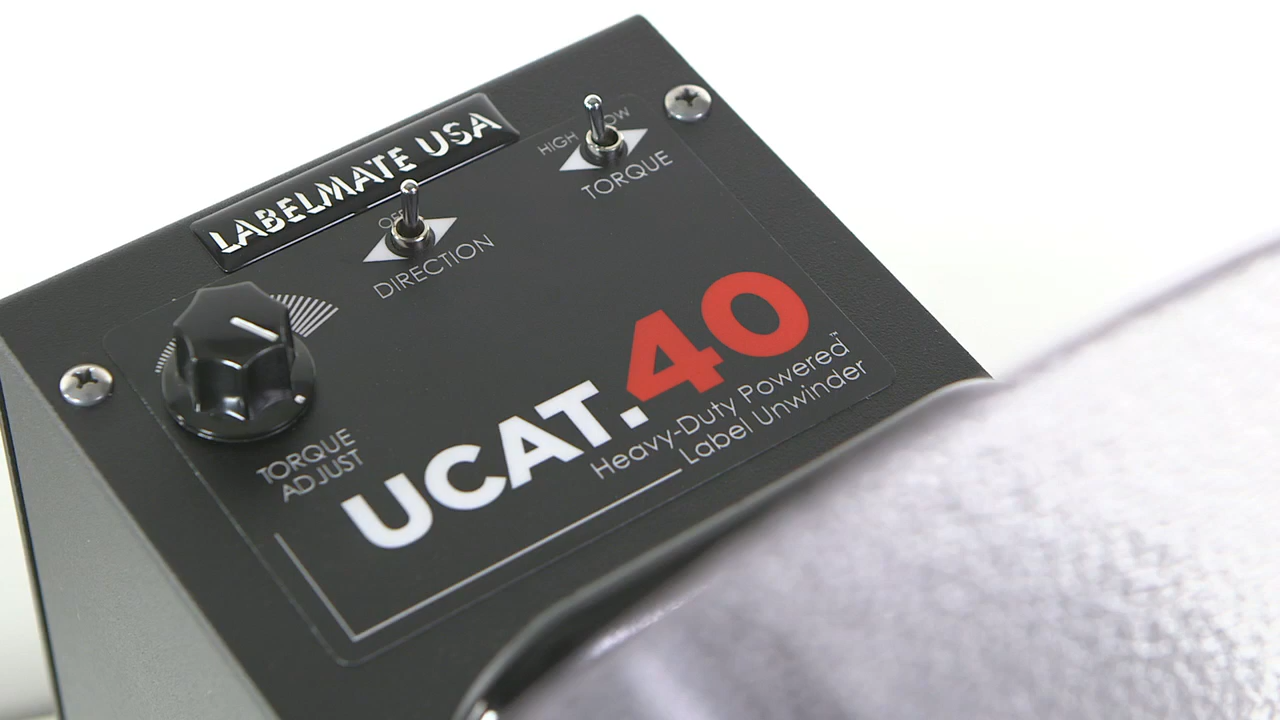 LABELMATE USA
HIGH
TORQUE
OFF
DIRECTION
TORQUE
ADJUST
UCAT.40
Heavy-Duty Powered™
Label Unwinder